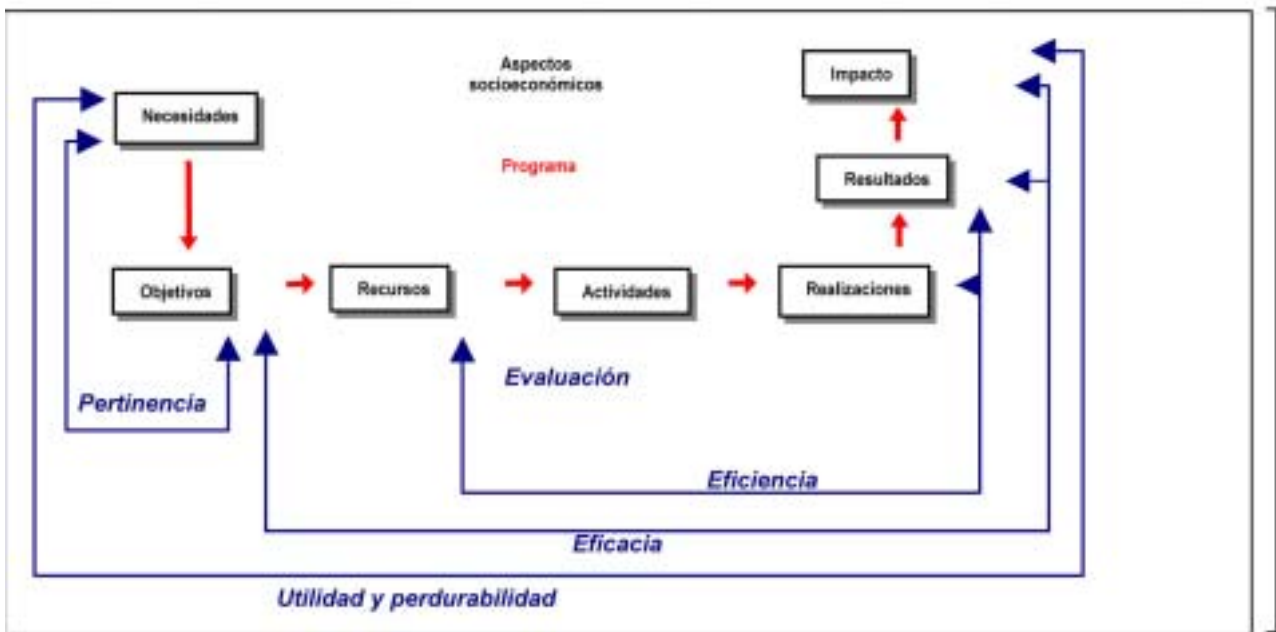 Aspectos
socioeconómicos
Impacto
Necesidades
Programa
Resultados
Objetivos
Recursos
Actividades
Realizaciones
Evaluación
Pertinencia
Eficiencia
Eficacia
Utilidad y perdurabilidad